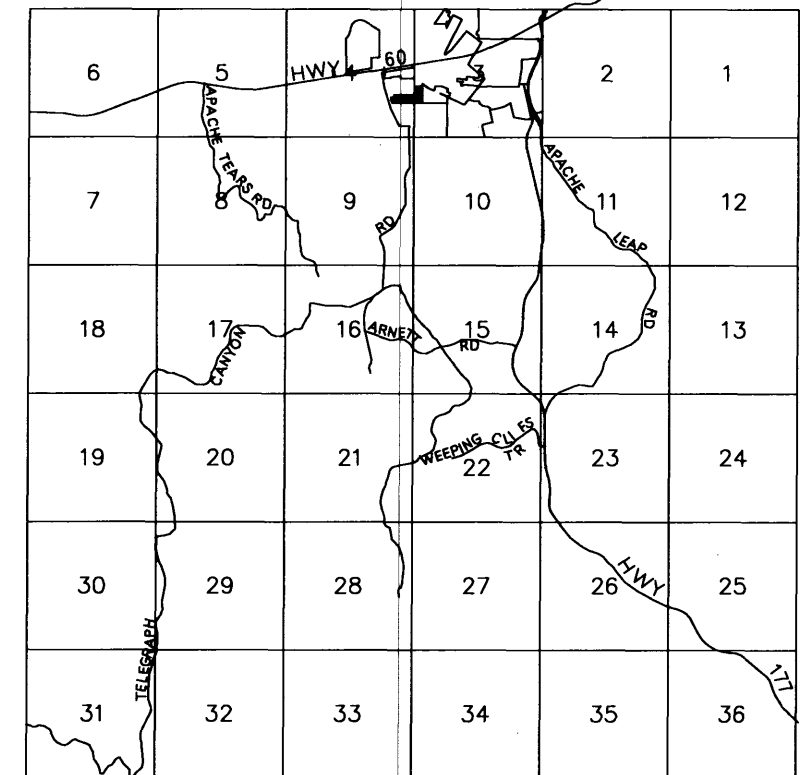 6 5 HWY 4 60 2 1
APACHE TEARS RD
APACHE LEAP RD
7 8 9 10 11 12
RD
18 17 16 15 14 13
CANYON
ARNETT RD
19 20 21 22 23 24
WEEPING CLLFS TR
30 29 28 27 26 25
HWY 177
TELEGRAPH
31 32 33 34 35 36